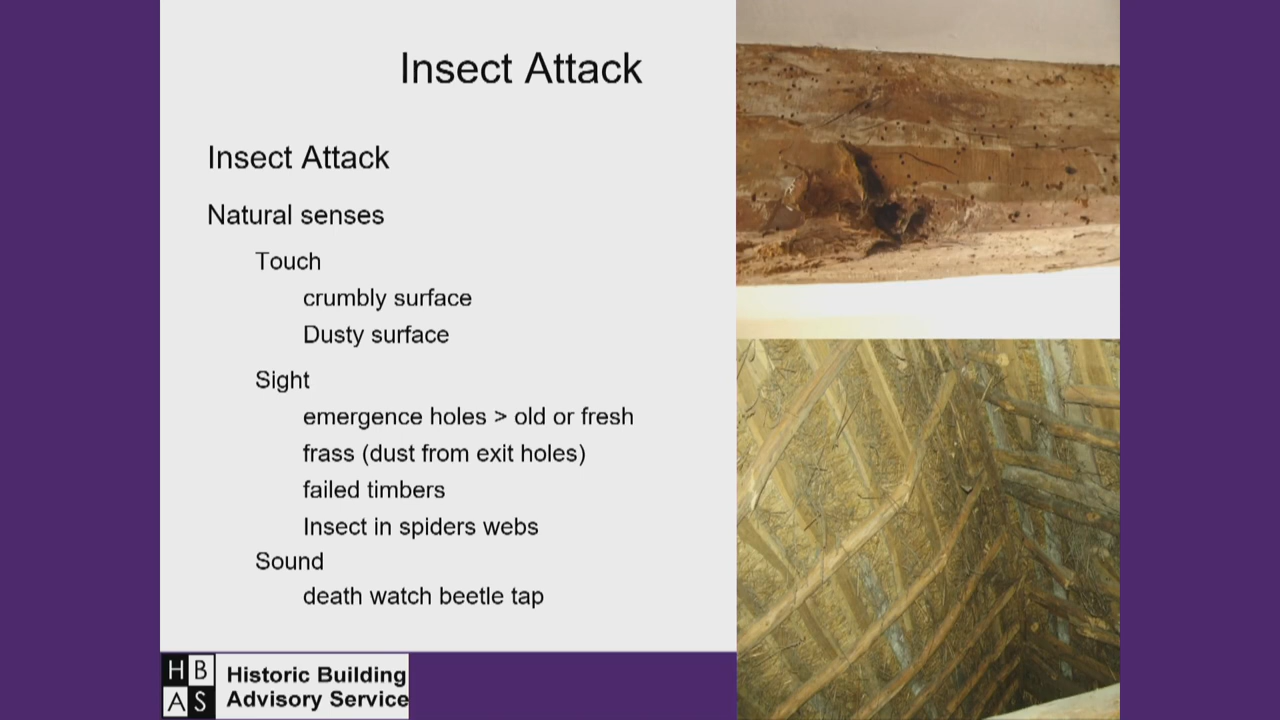 Insect Attack
Insect Attack
Natural senses
Touch
crumbly surface
Dusty surface
Sight
emergence holes > old or fresh
frass (dust from exit holes)
failed timbers
Insect in spiders webs
Sound
death watch beetle tap
H B
A S
Historic Building
Advisory Service